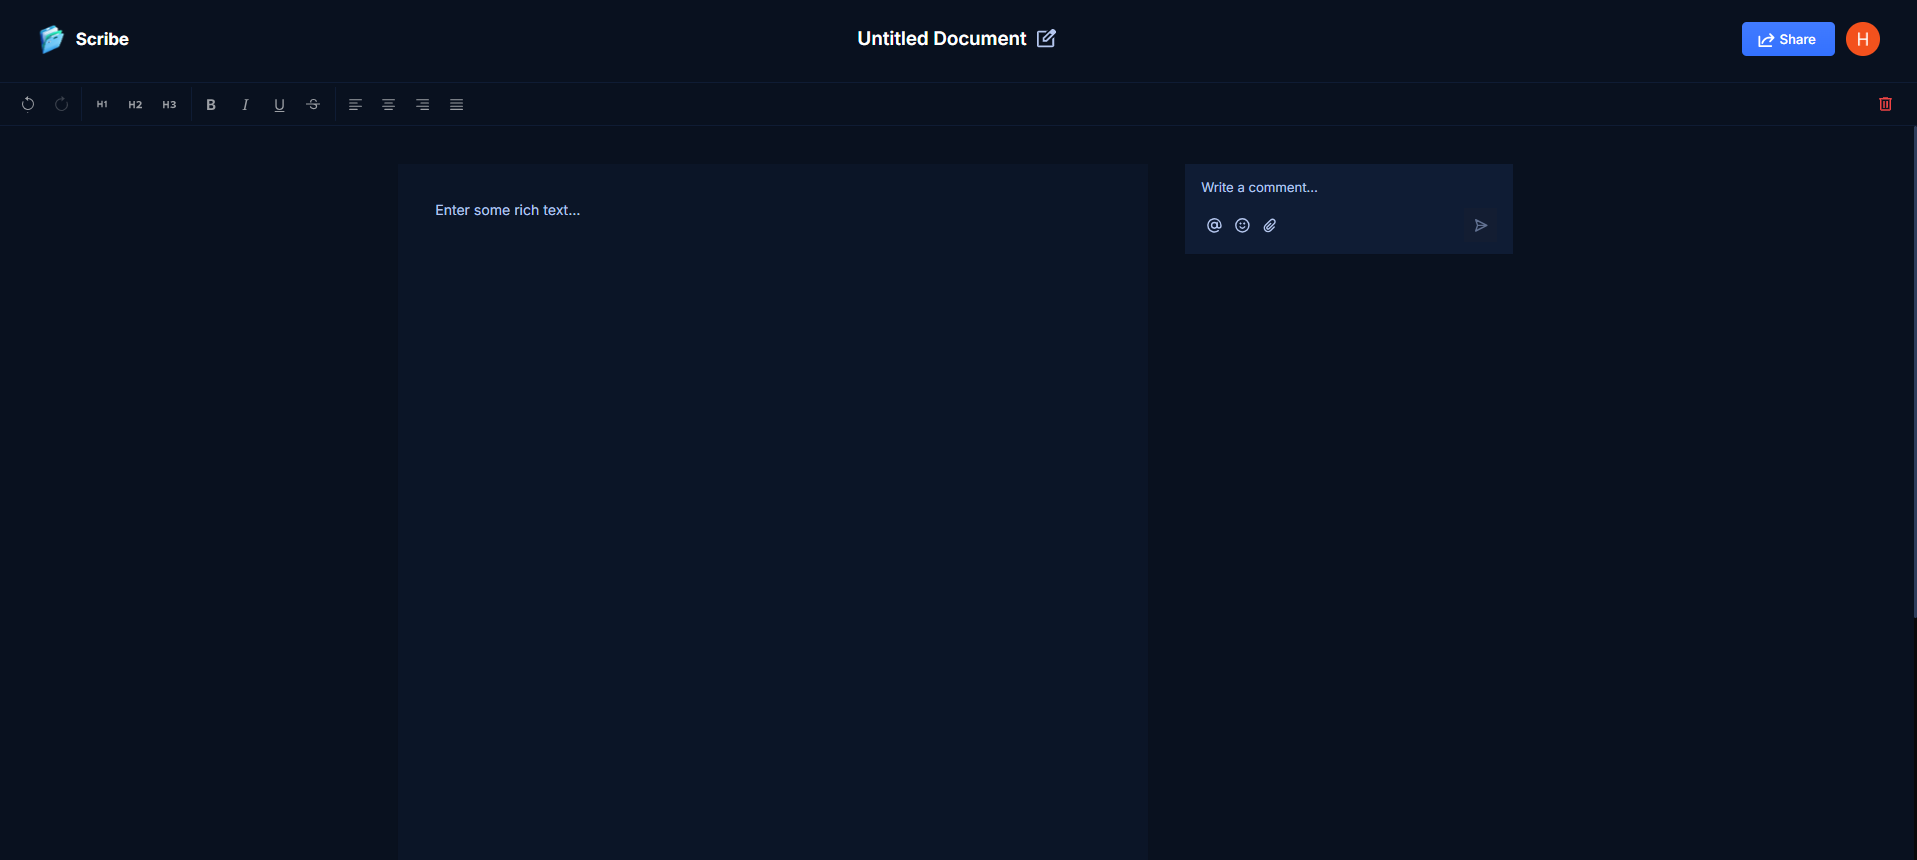 Scribe
Untitled Document
Share
H
H1 H2 H3 B I U S
Enter some rich text...
Write a comment...
@